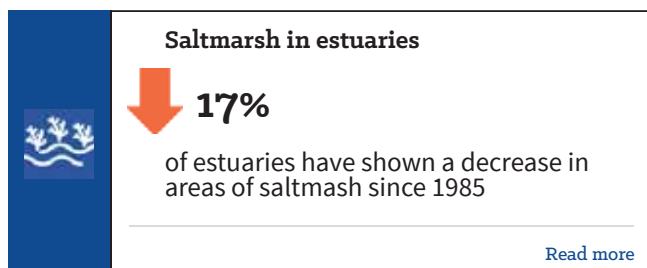 Saltmarsh in estuaries
17%
of estuaries have shown a decrease in
areas of saltmash since 1985
Read more